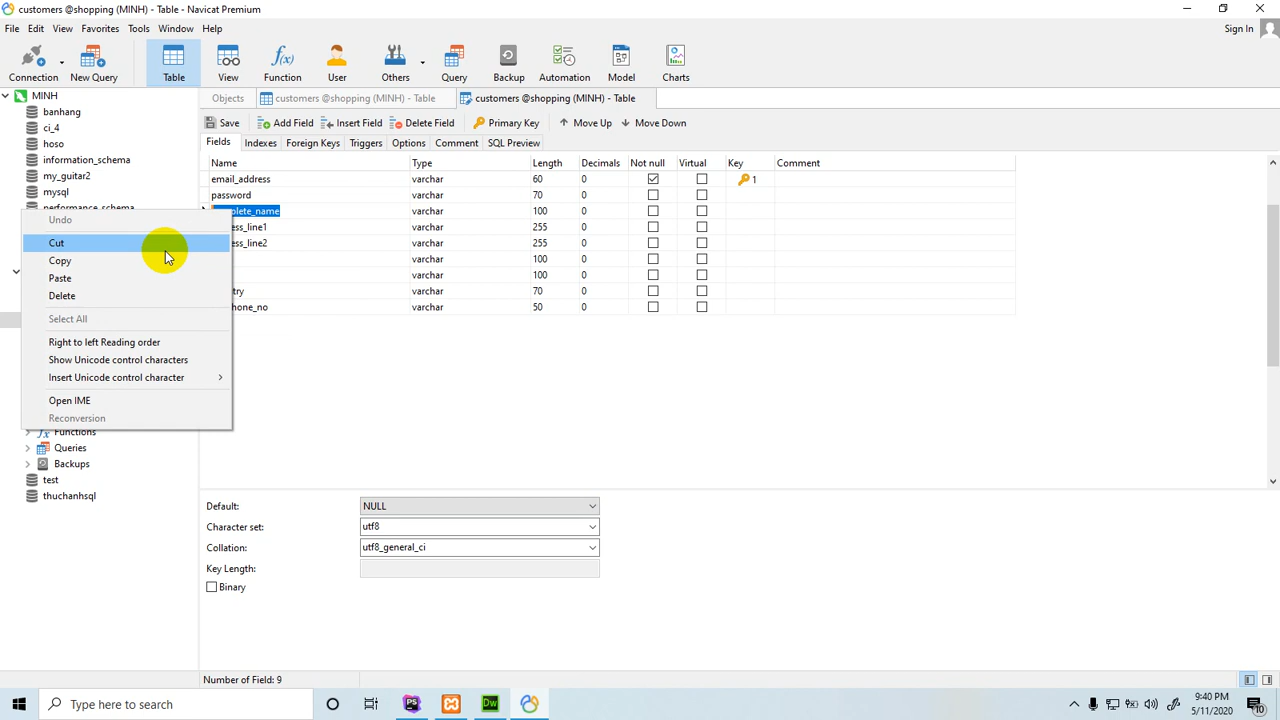 customers @shopping (MINH) - Table - Navicat Premium
File Edit View Favorites Tools Window Help
Sign In
Connection New Query Table View Function User Others Query Backup Automation Model Charts
MINH
banhang
ci_4
hoso
information_schema
my_guitar2
mysql
performance_schema
Undo
Cut
Copy
Paste
Delete
Select All
Right to left Reading order
Show Unicode control characters
Insert Unicode control character
Open IME
Reconversion
Functions
Queries
Backups
test
thuchanhsql
Objects customers @shopping (MINH) - Table customers @shopping (MINH) - Table
Save Add Field Insert Field Delete Field Primary Key Move Up Move Down
Fields Indexes Foreign Keys Triggers Options Comment SQL Preview
Name Type Length Decimals Not null Virtual Key Comment
email_address varchar 60 0 1
password varchar 70 0
plete_name varchar 100 0
ess_line1 varchar 255 0
ess_line2 varchar 255 0
varchar 100 0
varchar 100 0
try varchar 70 0
hone_no varchar 50 0
Default: NULL
Character set: utf8
Collation: utf8_general_ci
Key Length:
Binary
Number of Field: 9
Type here to search
PS
Dw
9:40 PM
5/11/2020
10